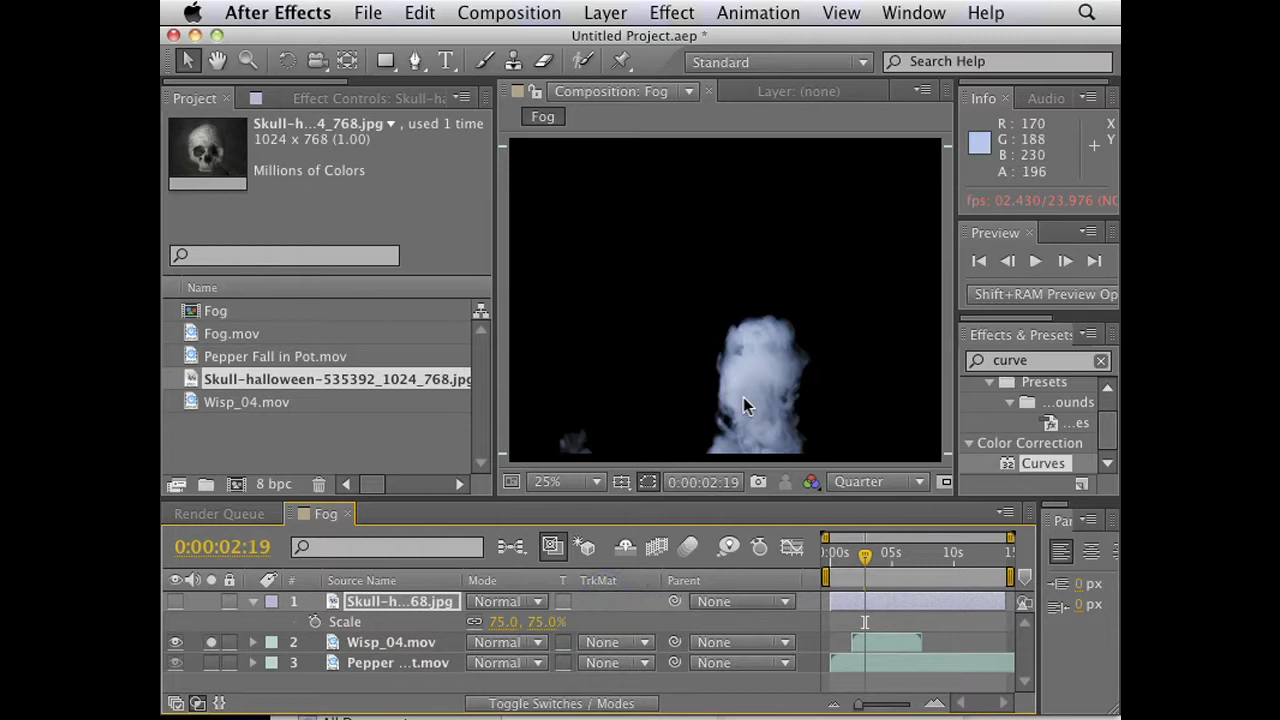 After Effects File Edit Composition Layer Effect Animation View Window Help
Untitled Project.aep *
Standard Search Help
Project Effect Controls: Skull-ha
Composition: Fog Layer: (none)
Info Audio
Fog
Skull-h...4_768.jpg , used 1 time
1024 x 768 (1.00)
Millions of Colors
R : 170 X
G : 188 Y
B : 230
A : 196
fps: 02.430/23.976 (NO
Preview
Shift+RAM Preview Op
Name
Fog
Fog.mov
Pepper Fall in Pot.mov
Skull-halloween-535392_1024_768.jpg
Wisp_04.mov
Effects & Presets
curve
Presets
...ounds
...es
Color Correction
Curves
8 bpc
25% 0:00:02:19 Quarter
Render Queue Fog
0:00:02:19
:00s 05s 10s 15
# Source Name Mode T TrkMat Parent
1 Skull-h...68.jpg Normal None
Scale 75.0, 75.0%
2 Wisp_04.mov Normal None None
3 Pepper ...t.mov Normal None None
Toggle Switches / Modes
Par
0 px
0 px